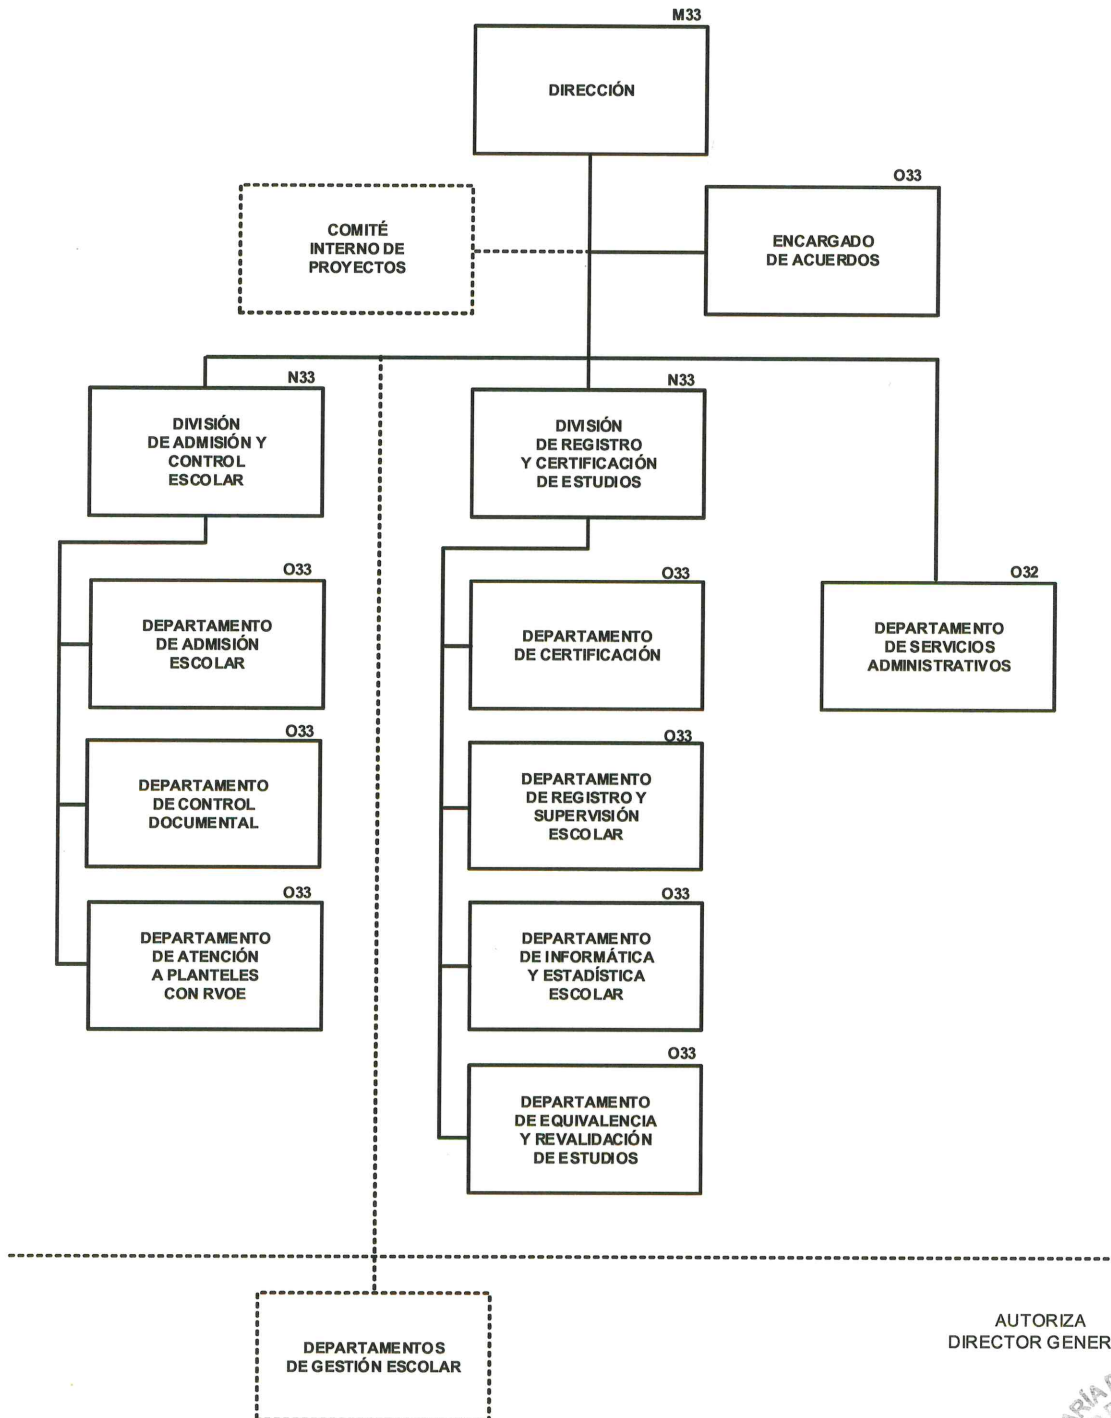 M33
DIRECCIÓN
COMITÉ
INTERNO DE
PROYECTOS
O33
ENCARGADO
DE ACUERDOS
N33
DIVISIÓN
DE ADMISIÓN Y
CONTROL
ESCOLAR
N33
DIVISIÓN
DE REGISTRO
Y CERTIFICACIÓN
DE ESTUDIOS
O33
DEPARTAMENTO
DE ADMISIÓN
ESCOLAR
O33
DEPARTAMENTO
DE CONTROL
DOCUMENTAL
O33
DEPARTAMENTO
DE ATENCIÓN
A PLANTELES
CON RVOE
O33
DEPARTAMENTO
DE CERTIFICACIÓN
O33
DEPARTAMENTO
DE REGISTRO Y
SUPERVISIÓN
ESCOLAR
O33
DEPARTAMENTO
DE INFORMÁTICA
Y ESTADÍSTICA
ESCOLAR
O33
DEPARTAMENTO
DE EQUIVALENCIA
Y REVALIDACIÓN
DE ESTUDIOS
O32
DEPARTAMENTO
DE SERVICIOS
ADMINISTRATIVOS
DEPARTAMENTOS
DE GESTIÓN ESCOLAR
AUTORIZA
DIRECTOR GENER